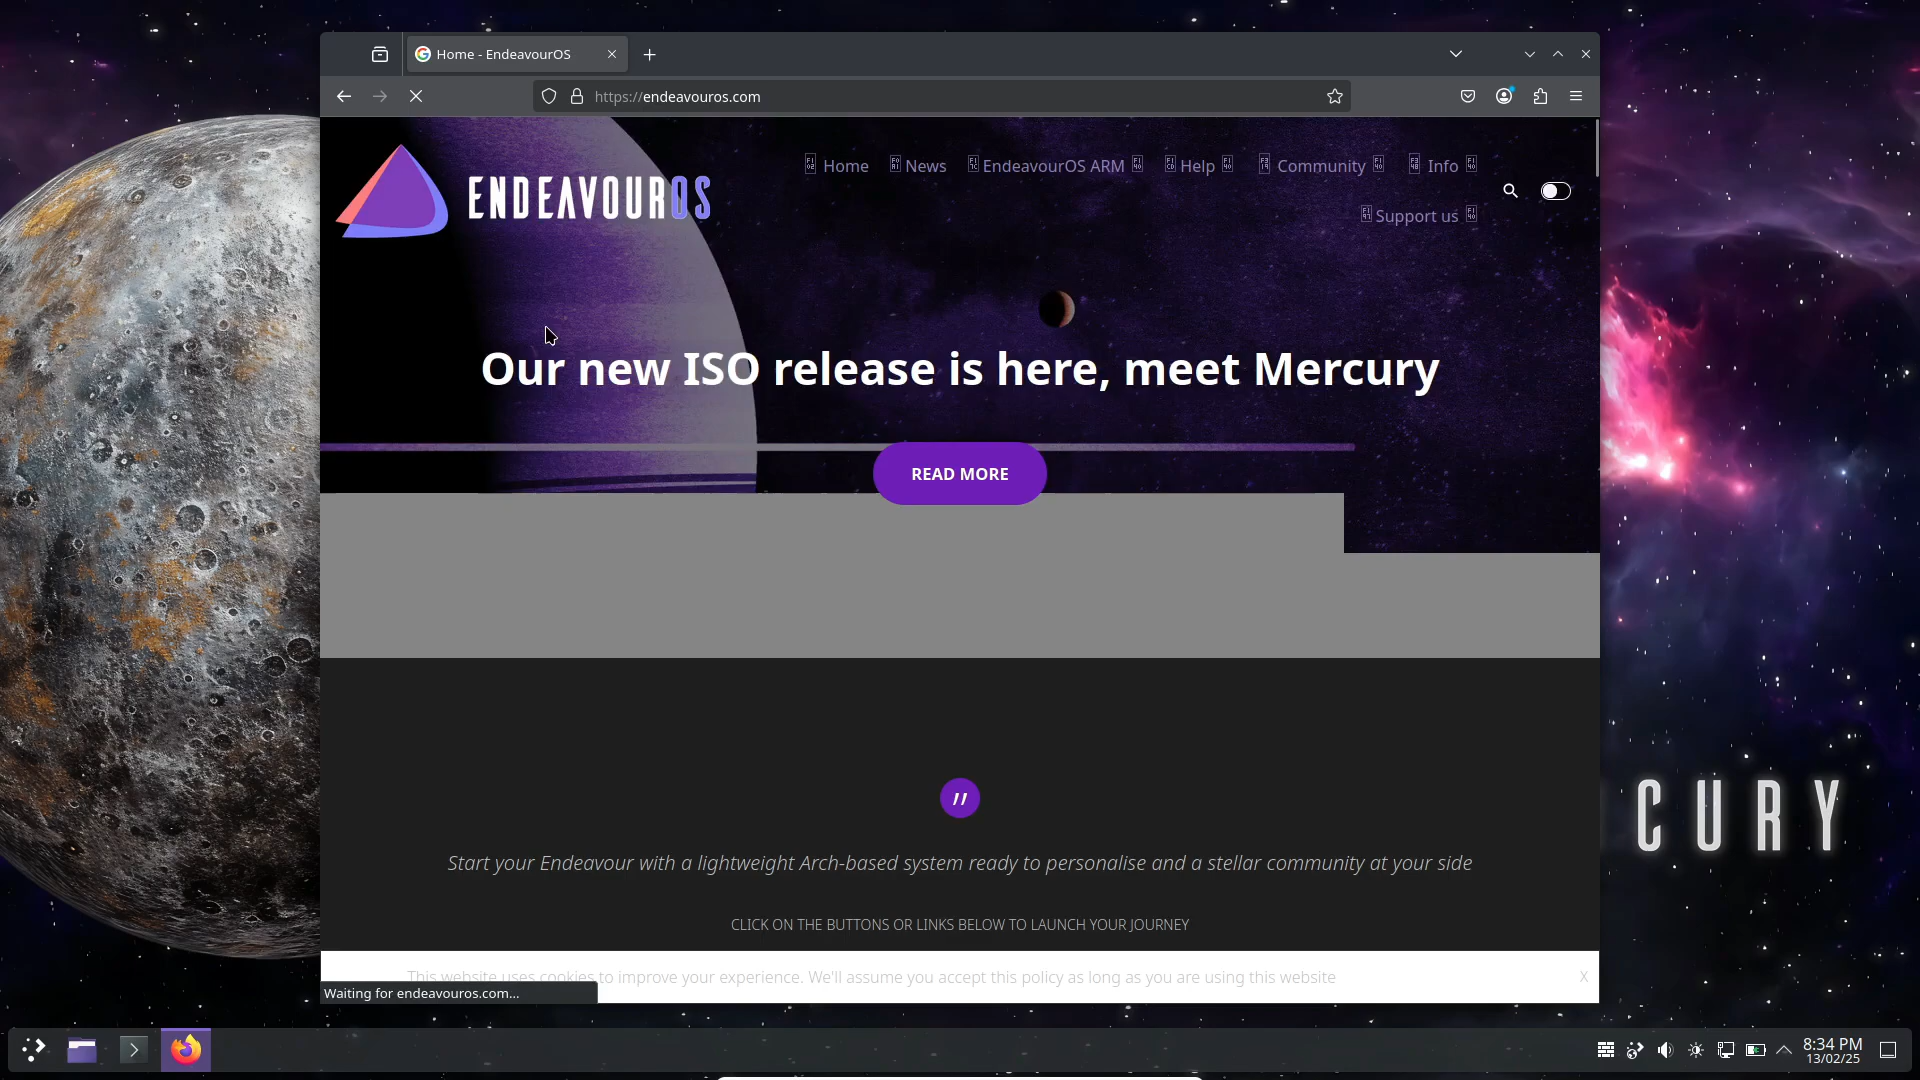 Home - EndeavourOS
https://endeavouros.com
ENDEAVOUROS
Home
News
EndeavourOS ARM
Help
Community
Info
Support us
Our new ISO release is here, meet Mercury
READ MORE
Start your Endeavour with a lightweight Arch-based system ready to personalise and a stellar community at your side
CLICK ON THE BUTTONS OR LINKS BELOW TO LAUNCH YOUR JOURNEY
This website uses cookies to improve your experience. We'll assume you accept this policy as long as you are using this website
X
Waiting for endeavouros.com...
CURY
8:34 PM
13/02/25